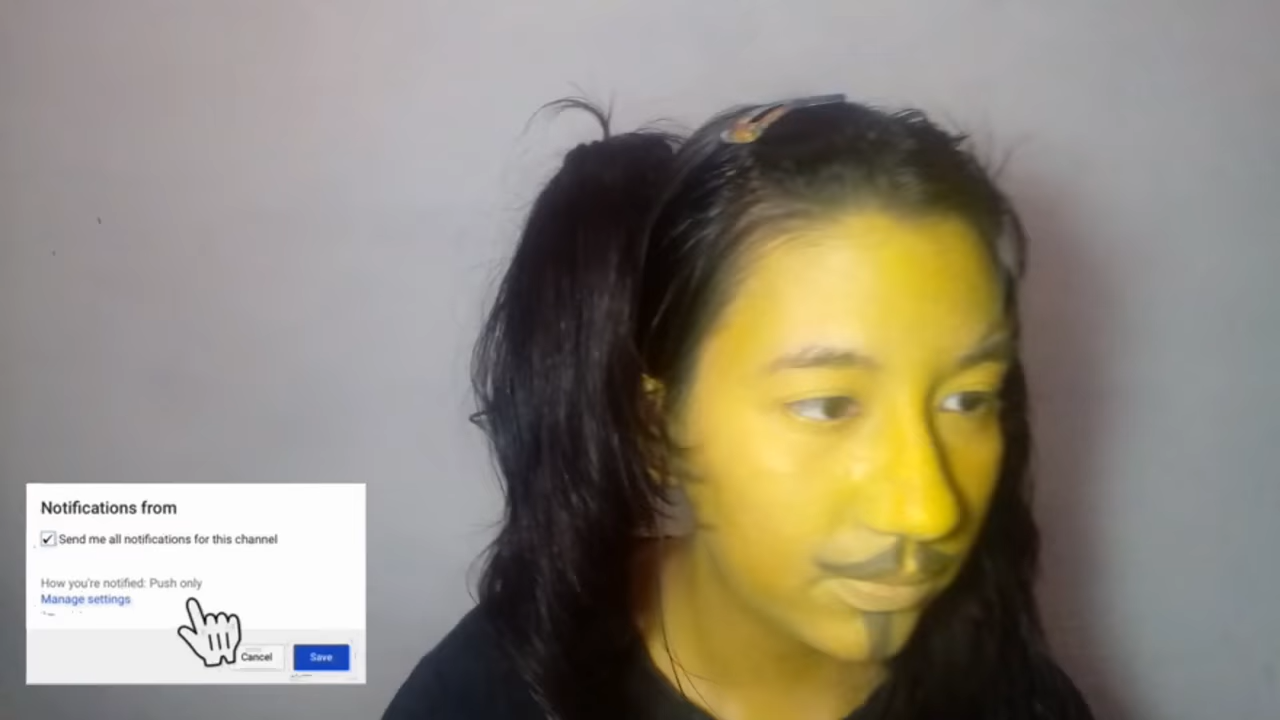 Notifications from
Send me all notifications for this channel
How you're notified: Push only
Manage settings
Cancel
Save